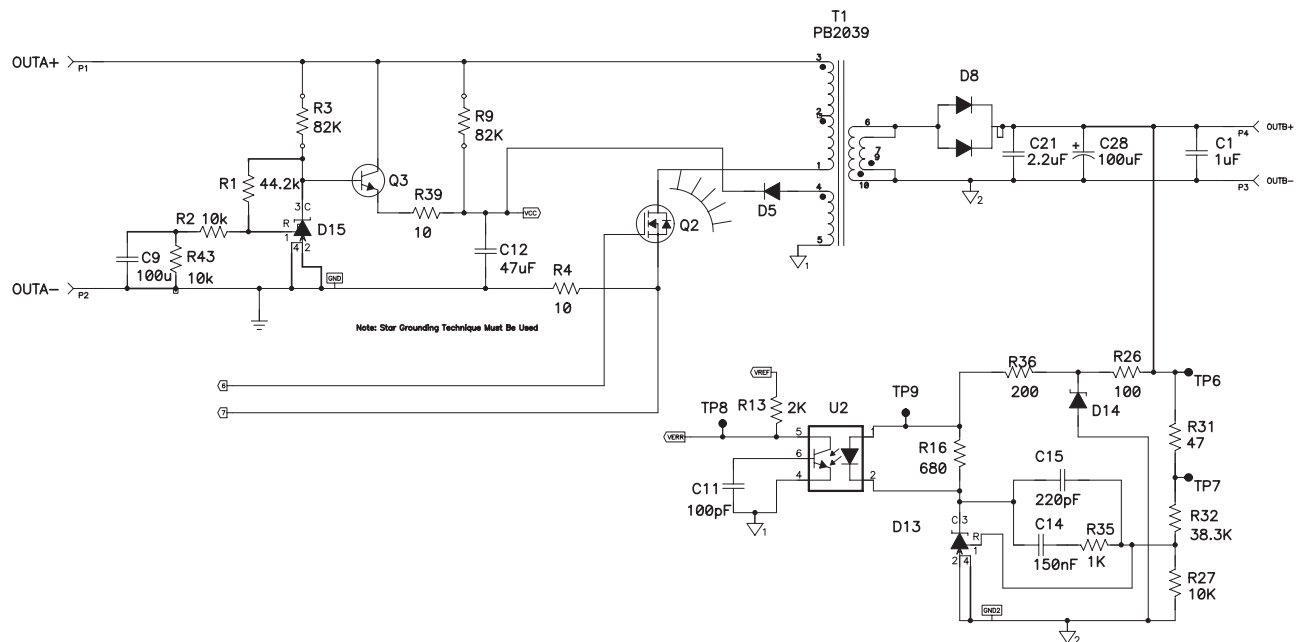 T1
PB2039
OUTA+
P1
3
D8
R3
82K
R9
82K
2
6
P4
OUTB+
C21
2.2uF
+
C28
100uF
C1
1uF
7
9
R1
44.2k
Q3
1
10
P3
OUTB-
4
2
D5
R39
10
VCC
Q2
R2
10k
3
C
R
D15
1
4
2
C12
47uF
C9
100u
R43
10k
5
1
R4
10
GND
OUTA-
P2
Note: Star Grounding Technique Must Be Used
6
7
VREF
R36
200
R26
100
TP6
R13
2K
U2
TP9
TP8
D14
R31
47
VERR
5
1
6
4
2
R16
680
C15
220pF
TP7
C11
100pF
C14
150nF
R35
1K
R32
38.3K
D13
C
3
R
1
2
4
1
R27
10K
GND2
2